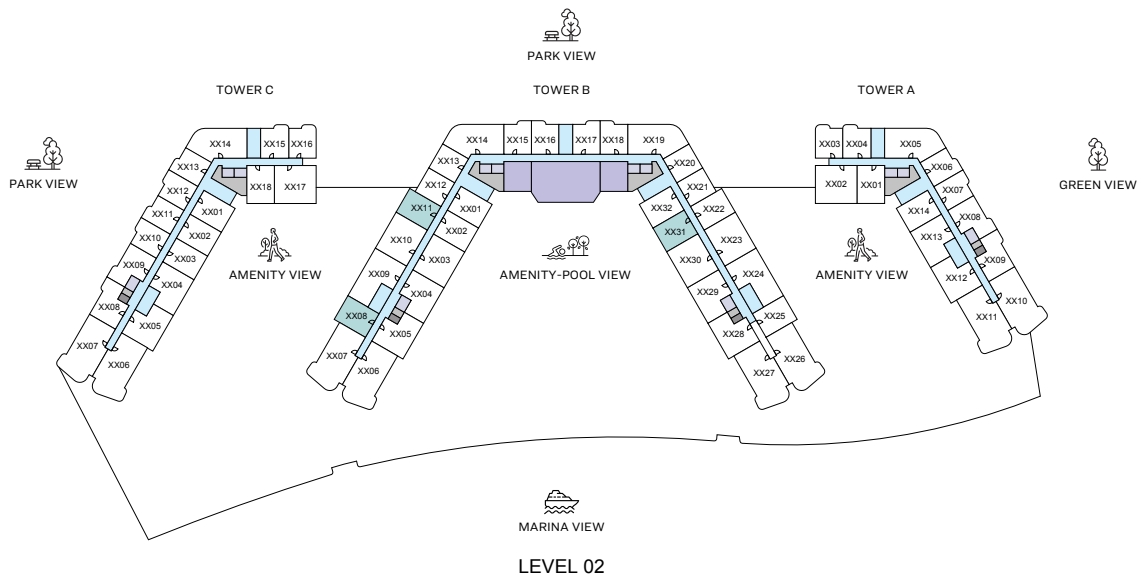 PARK VIEW
TOWER C
TOWER B
TOWER A
PARK VIEW
GREEN VIEW
XX14
XX15
XX16
XX13
XX18
XX17
XX12
XX01
XX11
XX02
XX10
XX03
XX09
XX04
XX08
XX05
XX07
XX06
AMENITY VIEW
XX14
XX15
XX16
XX17
XX18
XX19
XX13
XX20
XX12
XX21
XX11
XX01
XX32
XX22
XX10
XX02
XX31
XX23
XX03
XX30
XX09
XX04
XX29
XX24
XX08
XX05
XX28
XX25
XX07
XX06
XX27
XX26
AMENITY-POOL VIEW
XX03
XX04
XX05
XX02
XX01
XX06
XX07
XX14
XX08
XX13
XX09
XX12
XX10
XX11
AMENITY VIEW
MARINA VIEW
LEVEL 02